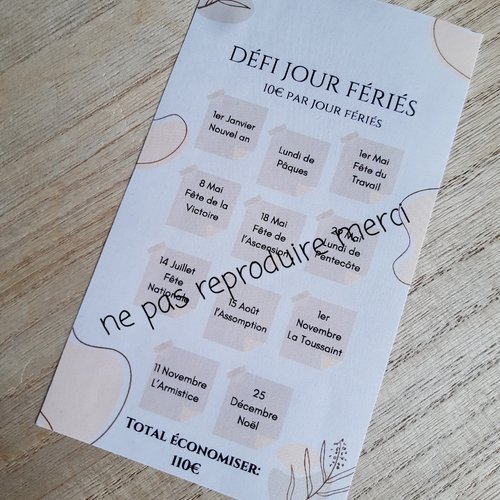 DÉFI JOUR FÉRIÉS
10€ PAR JOUR FÉRIÉS
1er Janvier
Nouvel an
Lundi de
Pâques
1er Mai
Fête du
Travail
8 Mai
Fête de la
Victoire
18 Mai
Fête de
l'Ascension
Mai
Lundi de
Pentecôte
14 Juillet
Fête
Nationale
15 Août
l'Assomption
1er
Novembre
La Toussaint
11 Novembre
L'Armistice
25
Décembre
Noël
TOTAL ÉCONOMISER:
110€
ne pas reproduire merci